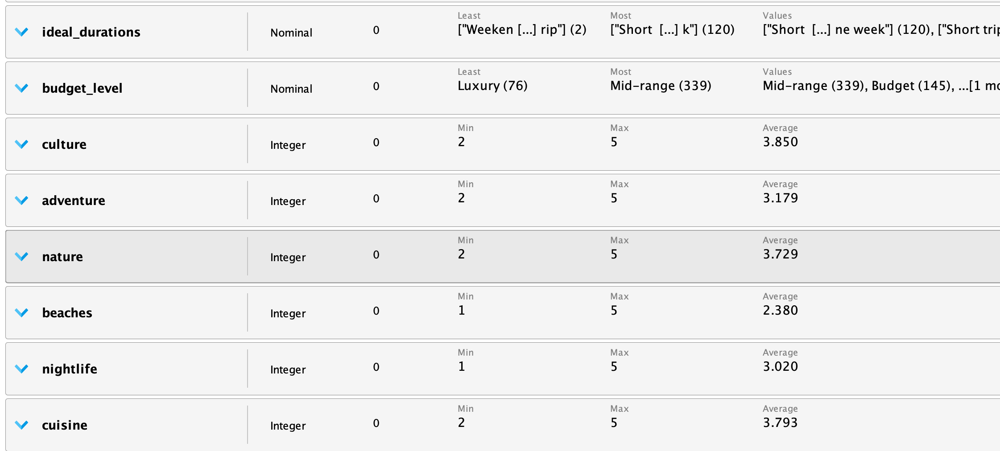 Least Most Values
ideal_durations Nominal 0 ["Weeken [...] rip"] (2) ["Short [...] k"] (120) ["Short [...] ne week"] (120), ["Short trip
Least Most Values
budget_level Nominal 0 Luxury (76) Mid-range (339) Mid-range (339), Budget (145), ...[1 mo
Min Max Average
culture Integer 0 2 5 3.850
Min Max Average
adventure Integer 0 2 5 3.179
Min Max Average
nature Integer 0 2 5 3.729
Min Max Average
beaches Integer 0 1 5 2.380
Min Max Average
nightlife Integer 0 1 5 3.020
Min Max Average
cuisine Integer 0 2 5 3.793